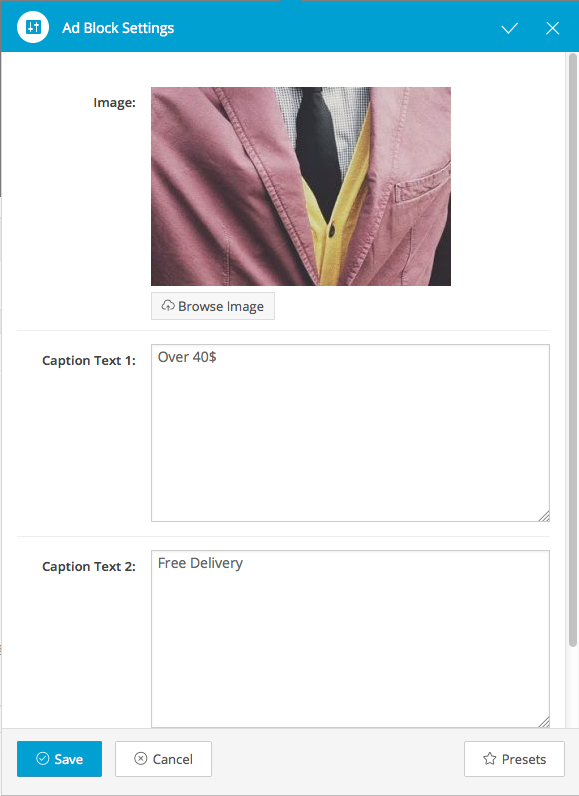 Ad Block Settings
Image:
Browse Image
Caption Text 1:
Over 40$
Caption Text 2:
Free Delivery
Save
Cancel
Presets